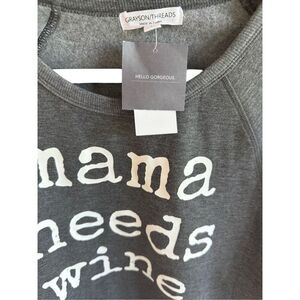 GRAYSON/THREADS
HELLO GORGEOUS.
mama
needs
wine